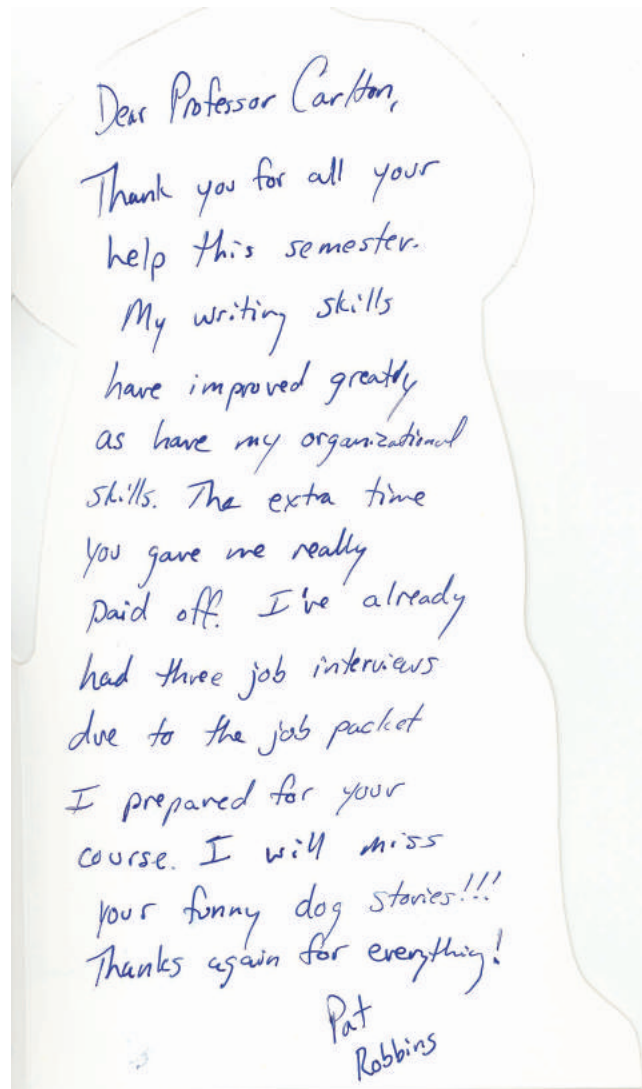 Dear Professor Carlton,
Thank you for all your
help this semester.
My writing skills
have improved greatly
as have my organizational
skills. The extra time
you gave me really
paid off. I've already
had three job interviews
due to the job packet
I prepared for your
course. I will miss
your funny dog stories!!!
Thanks again for everything!
Pat
Robbins